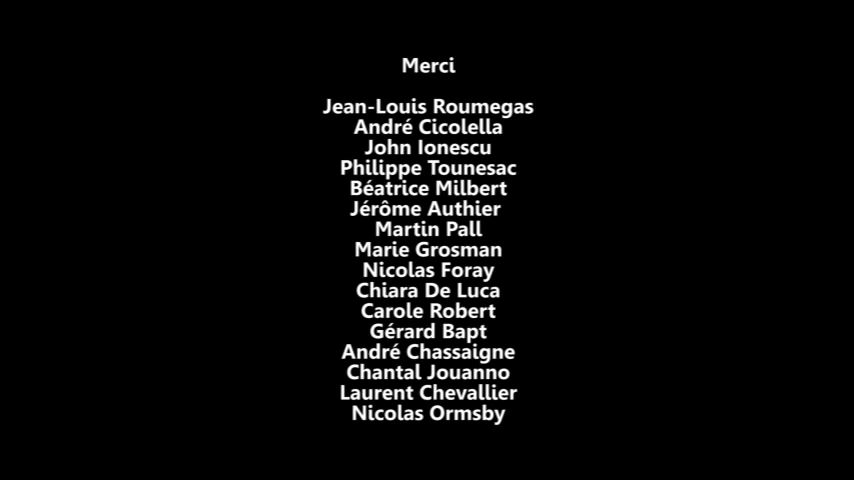 Merci
Jean-Louis Roumegas
André Cicolella
John Ionescu
Philippe Tounesac
Béatrice Milbert
Jérôme Authier
Martin Pall
Marie Grosman
Nicolas Foray
Chiara De Luca
Carole Robert
Gérard Bapt
André Chassaigne
Chantal Jouanno
Laurent Chevallier
Nicolas Ormsby